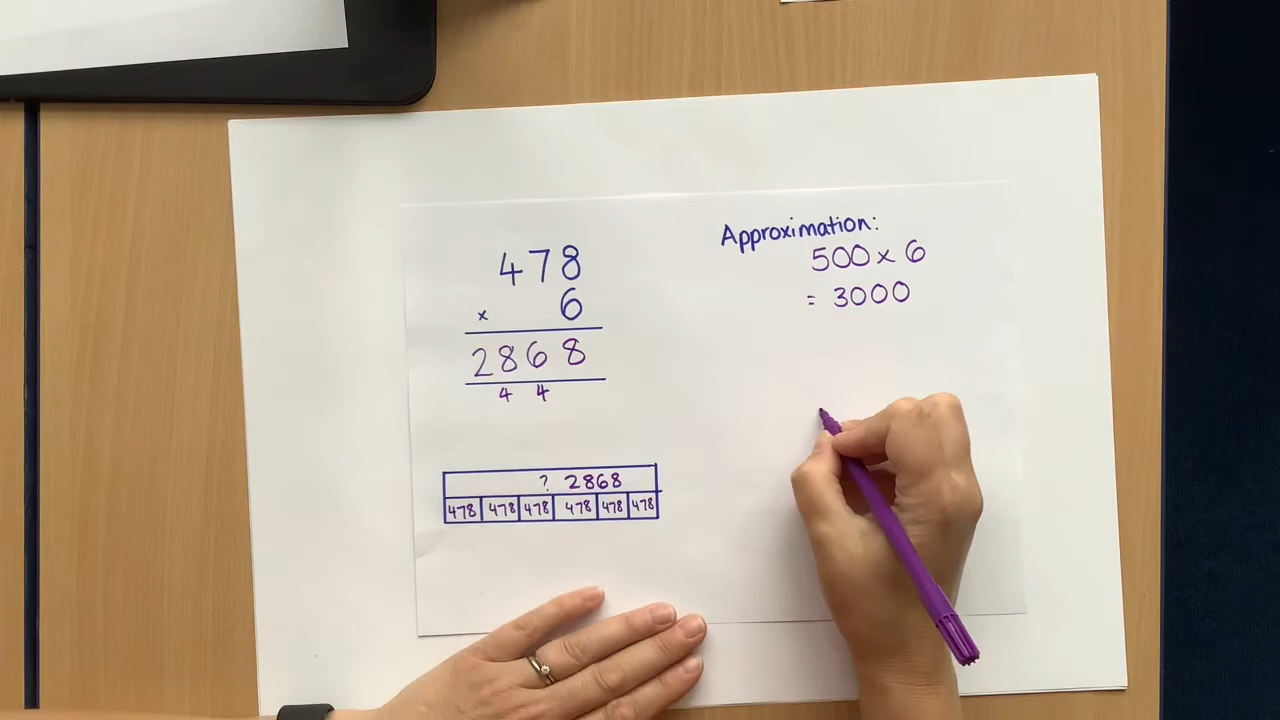 478
× 6
2868
4 4
? 2868
478 478 478 478 478 478
Approximation:
500 × 6
= 3000